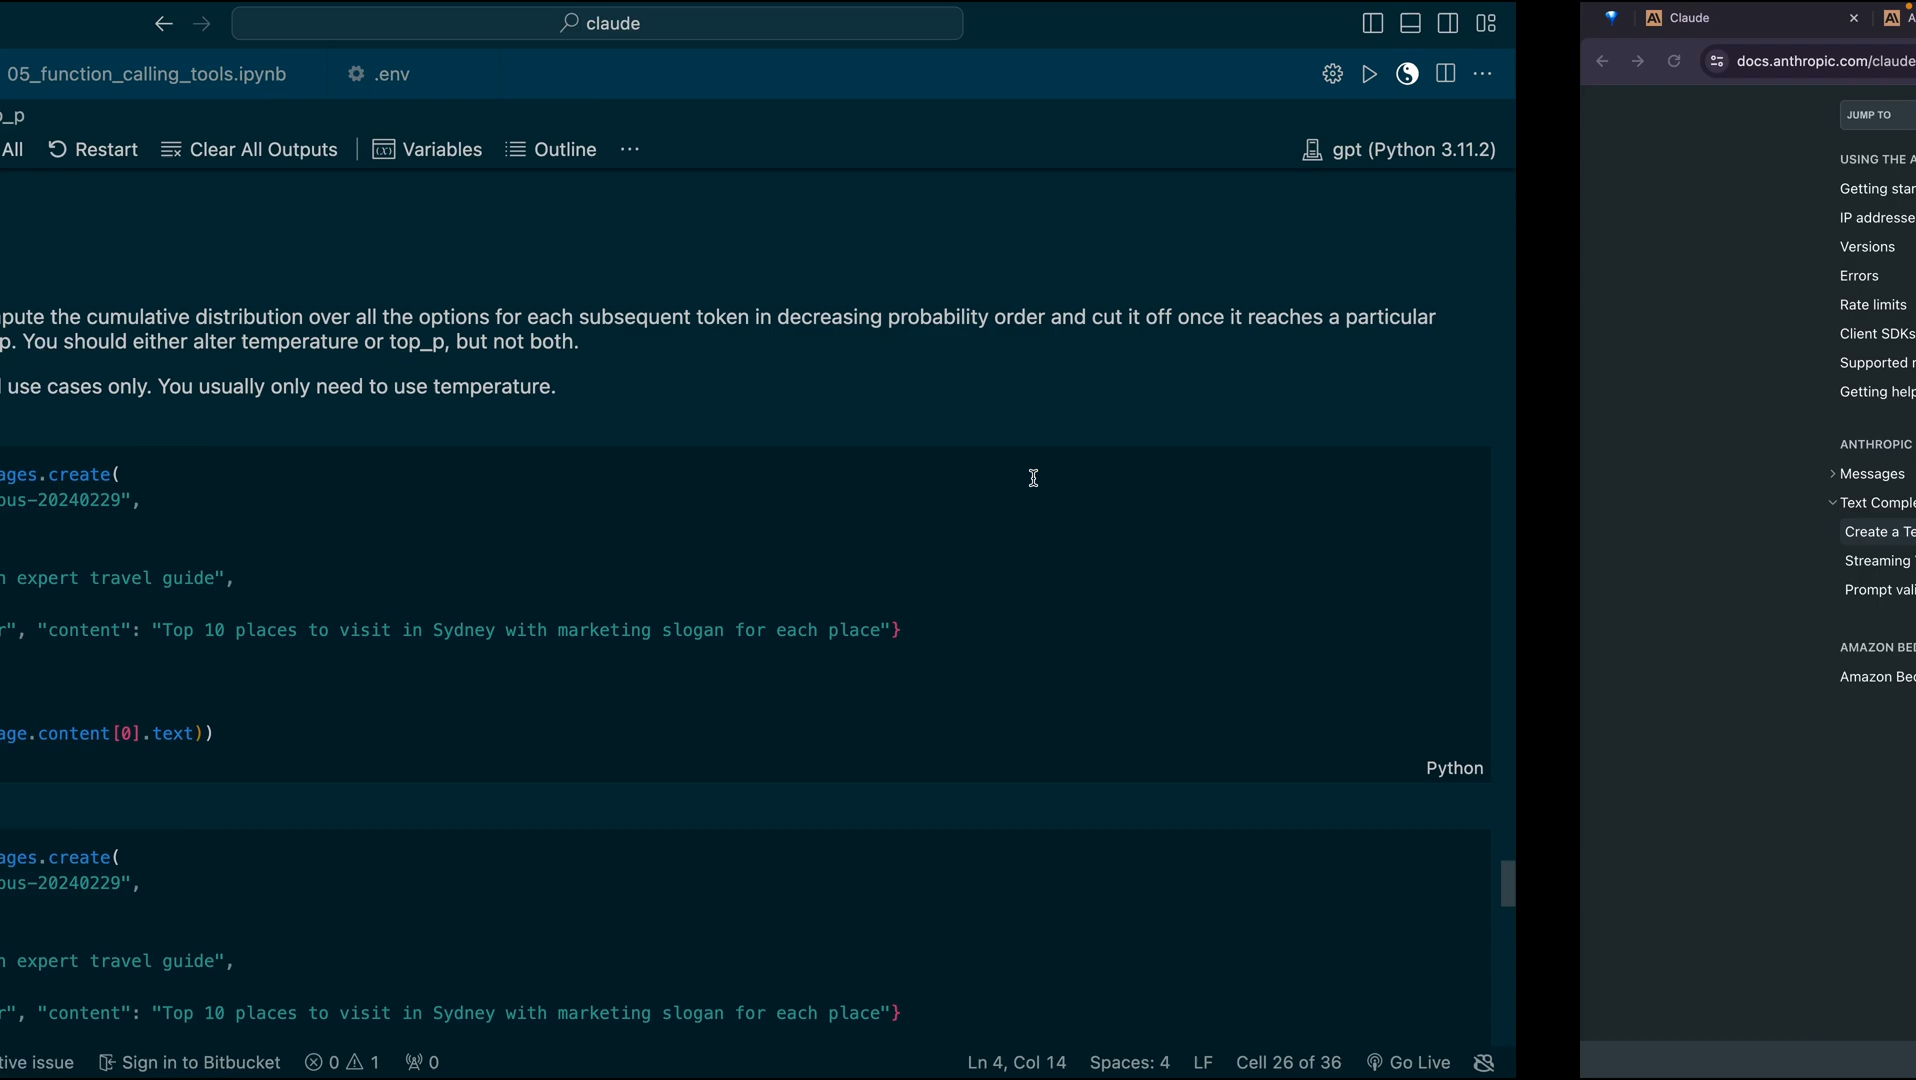 claude
05_function_calling_tools.ipynb
.env
_p
All
Restart
Clear All Outputs
Variables
Outline
gpt (Python 3.11.2)
pute the cumulative distribution over all the options for each subsequent token in decreasing probability order and cut it off once it reaches a particular
p. You should either alter temperature or top_p, but not both.
use cases only. You usually only need to use temperature.
ages.create(
pus-20240229",
n expert travel guide",
r", "content": "Top 10 places to visit in Sydney with marketing slogan for each place"}
age.content[0].text))
Python
ages.create(
pus-20240229",
n expert travel guide",
r", "content": "Top 10 places to visit in Sydney with marketing slogan for each place"}
tive issue
Sign in to Bitbucket
0
1
0
Ln 4, Col 14
Spaces: 4
LF
Cell 26 of 36
Go Live
Claude
A
docs.anthropic.com/claude
JUMP TO
USING THE A
Getting star
IP addresse
Versions
Errors
Rate limits
Client SDKs
Supported r
Getting help
ANTHROPIC
Messages
Text Comple
Create a Te
Streaming
Prompt vali
AMAZON BED
Amazon Bed